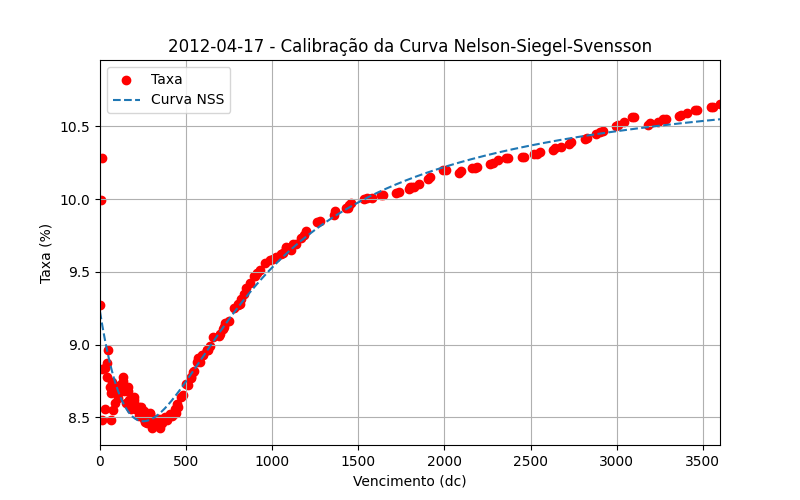 2012-04-17 - Calibração da Curva Nelson-Siegel-Svensson
Taxa
Curva NSS
Taxa (%)
10.5
10.0
9.5
9.0
8.5
0 500 1000 1500 2000 2500 3000 3500
Vencimento (dc)